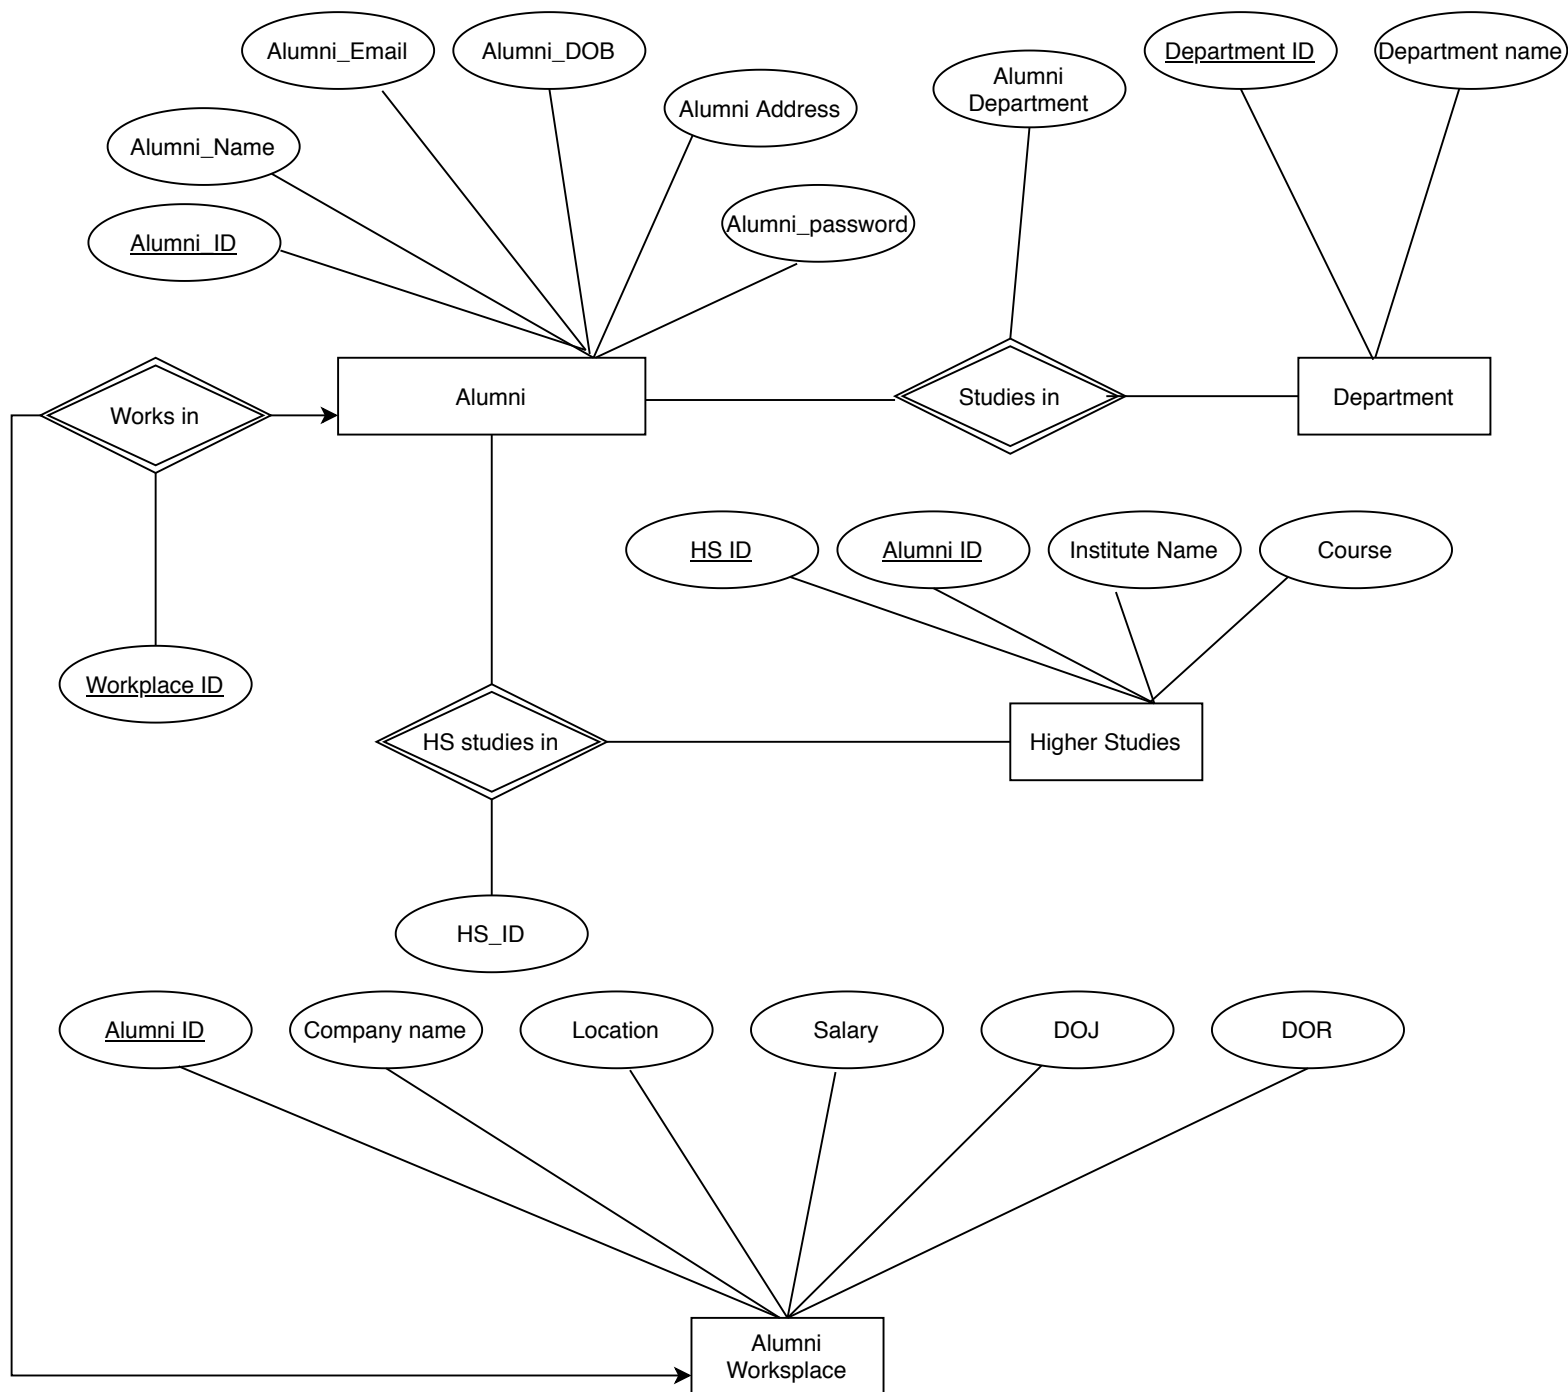 Alumni_Email
Alumni_DOB
Department ID
Department name
Alumni
Department
Alumni Address
Alumni_Name
Alumni_password
Alumni_ID
Works in
Alumni
Studies in
Department
HS ID
Alumni ID
Institute Name
Course
Workplace ID
HS studies in
Higher Studies
HS_ID
Alumni ID
Company name
Location
Salary
DOJ
DOR
Alumni
Worksplace